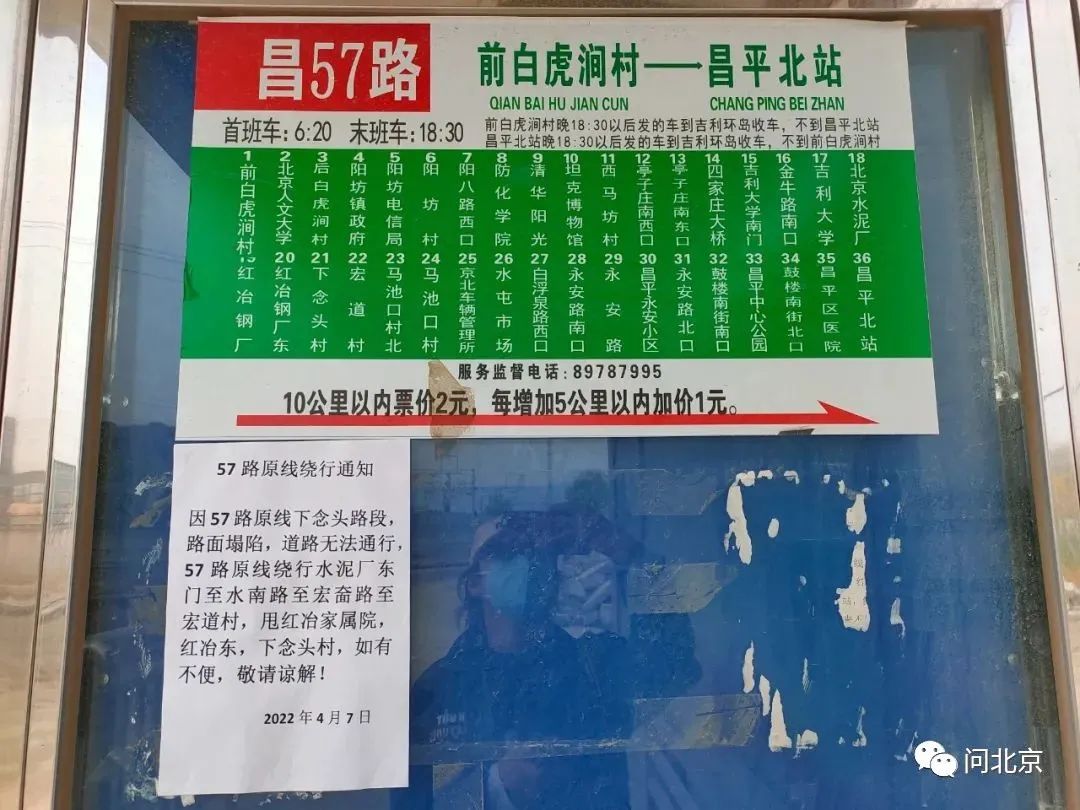 昌57路
前白虎涧村——→昌平北站
QIAN BAI HU JIAN CUN
CHANG PING BEI ZHAN
首班车:6:20 末班车:18:30
前白虎涧村晚18:30以后发的车到吉利环岛收车，不到昌平北站
昌平北站晚18:30以后发的车到吉利环岛收车，不到前白虎涧村
1 前白虎涧村
2 北京人文大学
3 后白虎涧村
4 阳坊镇政府
5 阳坊电信局
6 阳坊村
7 阳八路西口
8 防化学院
9 清华阳光
10 坦克博物馆
11 西马坊村
12 亭子庄南西口
13 亭子庄南东口
14 四家庄大桥
15 吉利大学南门
16 金牛路南口
17 吉利大学
18 北京水泥厂
红冶钢厂
20 红冶钢厂东
21 下念头村
22 宏道村
23 马池口村北
24 马池口村
25 京北车辆管理所
26 水屯市场
27 白浮泉路西口
28 永安路南口
29 永安路
30 昌平永安小区
31 永安路北口
32 鼓楼南街南口
33 昌平中心公园
34 鼓楼南街北口
35 昌平区医院
36 昌平北站
服务监督电话:89787995
10公里以内票价2元，每增加5公里以内加价1元。
57路原线绕行通知
因57路原线下念头路段，
路面塌陷，道路无法通行，
57路原线绕行水泥厂东
门至水南路至宏奤路至
宏道村，甩红冶家属院，
红冶东，下念头村，如有
不便，敬请谅解！
2022年4月7日
问北京